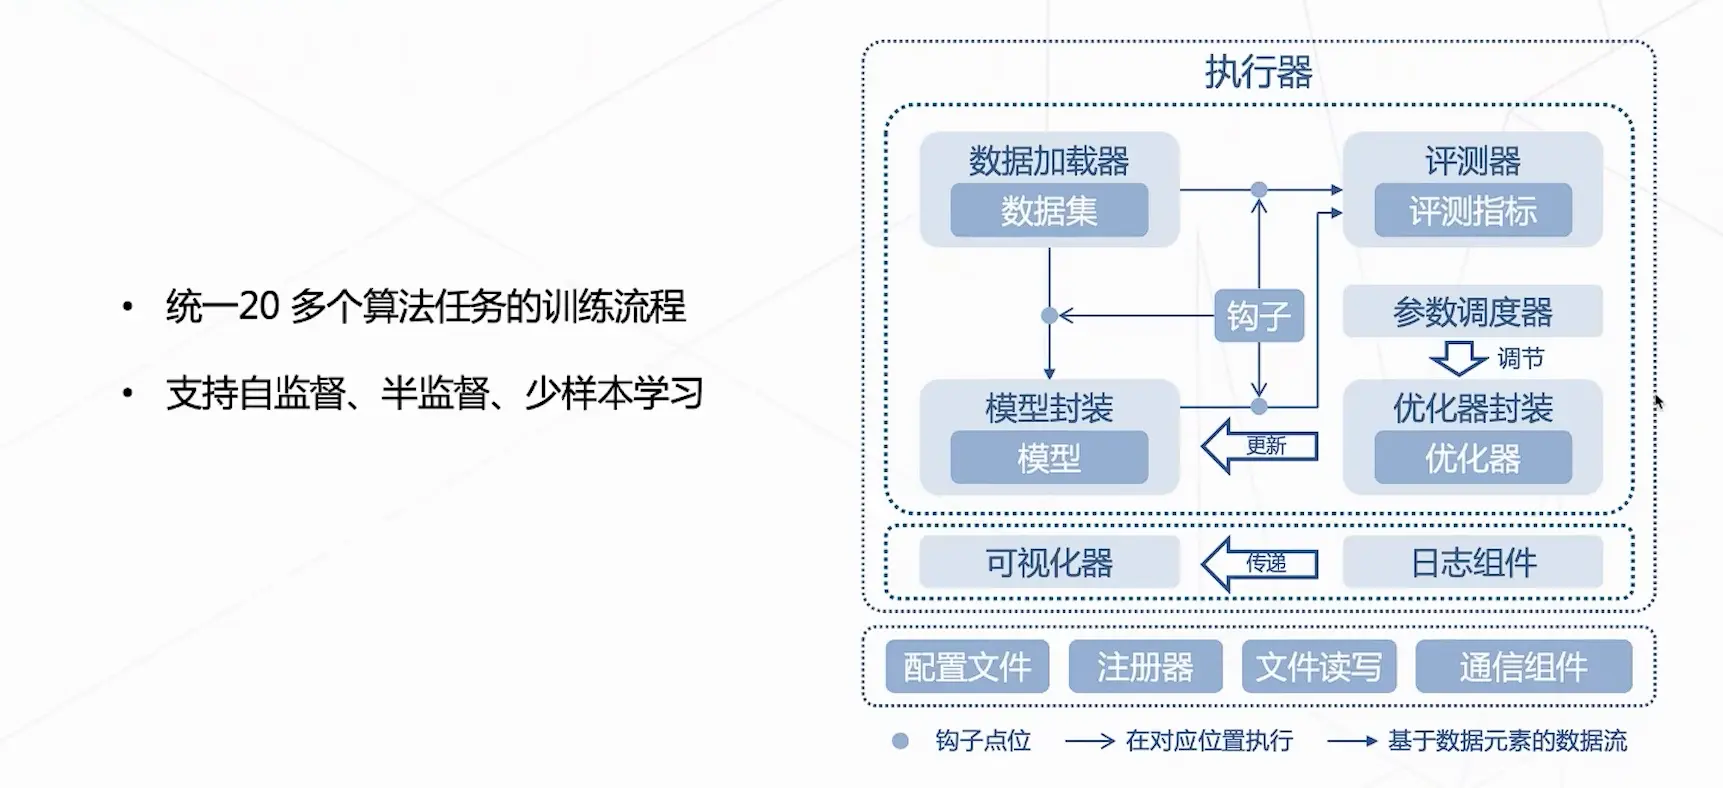 • 统一20 多个算法任务的训练流程
• 支持自监督、半监督、少样本学习
执行器
数据加载器
数据集
评测器
评测指标
钩子
参数调度器
调节
模型封装
模型
更新
优化器封装
优化器
可视化器
传递
日志组件
配置文件
注册器
文件读写
通信组件
钩子点位
在对应位置执行
基于数据元素的数据流